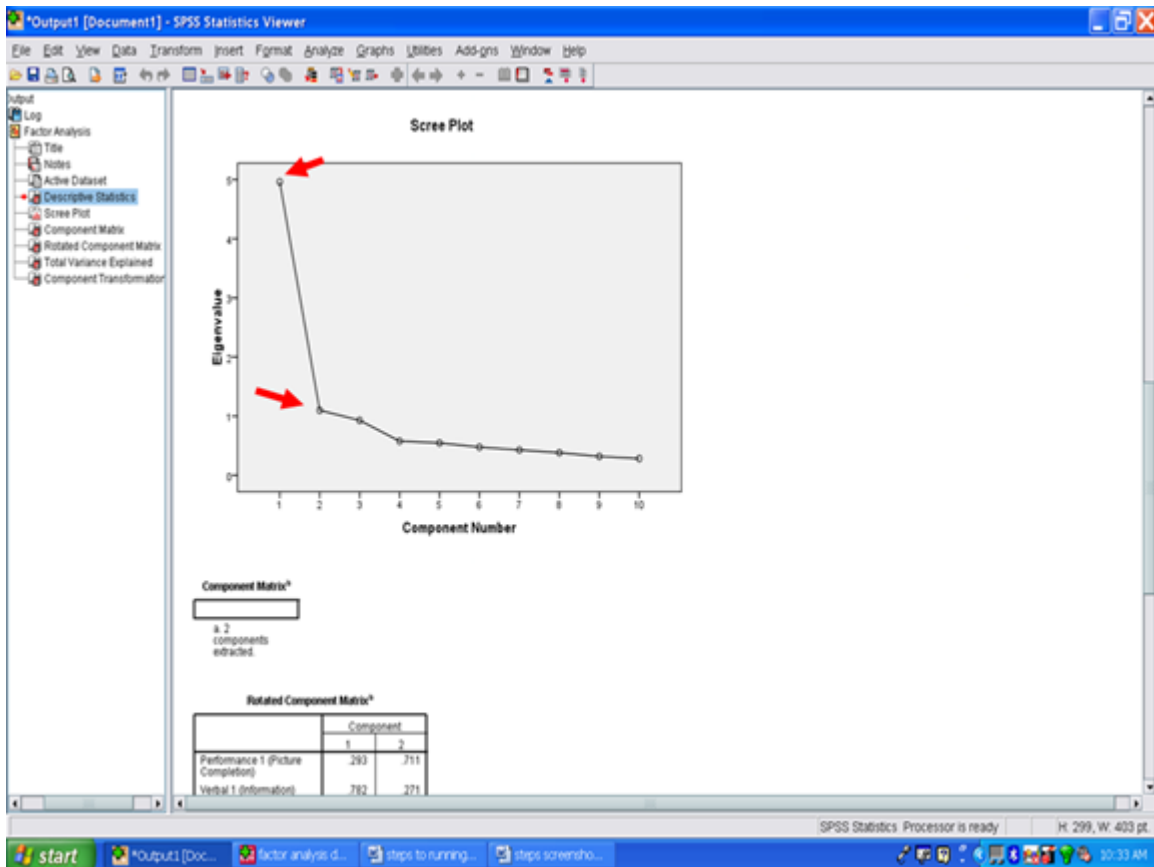 *Output1 [Document1] - SPSS Statistics Viewer
File Edit View Data Transform Insert Format Analyze Graphs Utilities Add-ons Window Help
Output
Log
Factor Analysis
Title
Notes
Active Dataset
Descriptive Statistics
Scree Plot
Component Matrix
Rotated Component Matrix
Total Variance Explained
Component Transformation
Scree Plot
Eigenvalue
5
4
3
2
1
0
1 2 3 4 5 6 7 8 9 10
Component Number
Component Matrix
a. 2
components
extracted.
Rotated Component Matrix
Component
1 2
Performance 1 (Picture
Completion) .293 .711
Verbal 1 (Information) .782 .271
SPSS Statistics Processor is ready H: 299, W: 403 pt.
start *Output1 [Doc... factor analysis d... steps to running... steps screensho... 10:33 AM